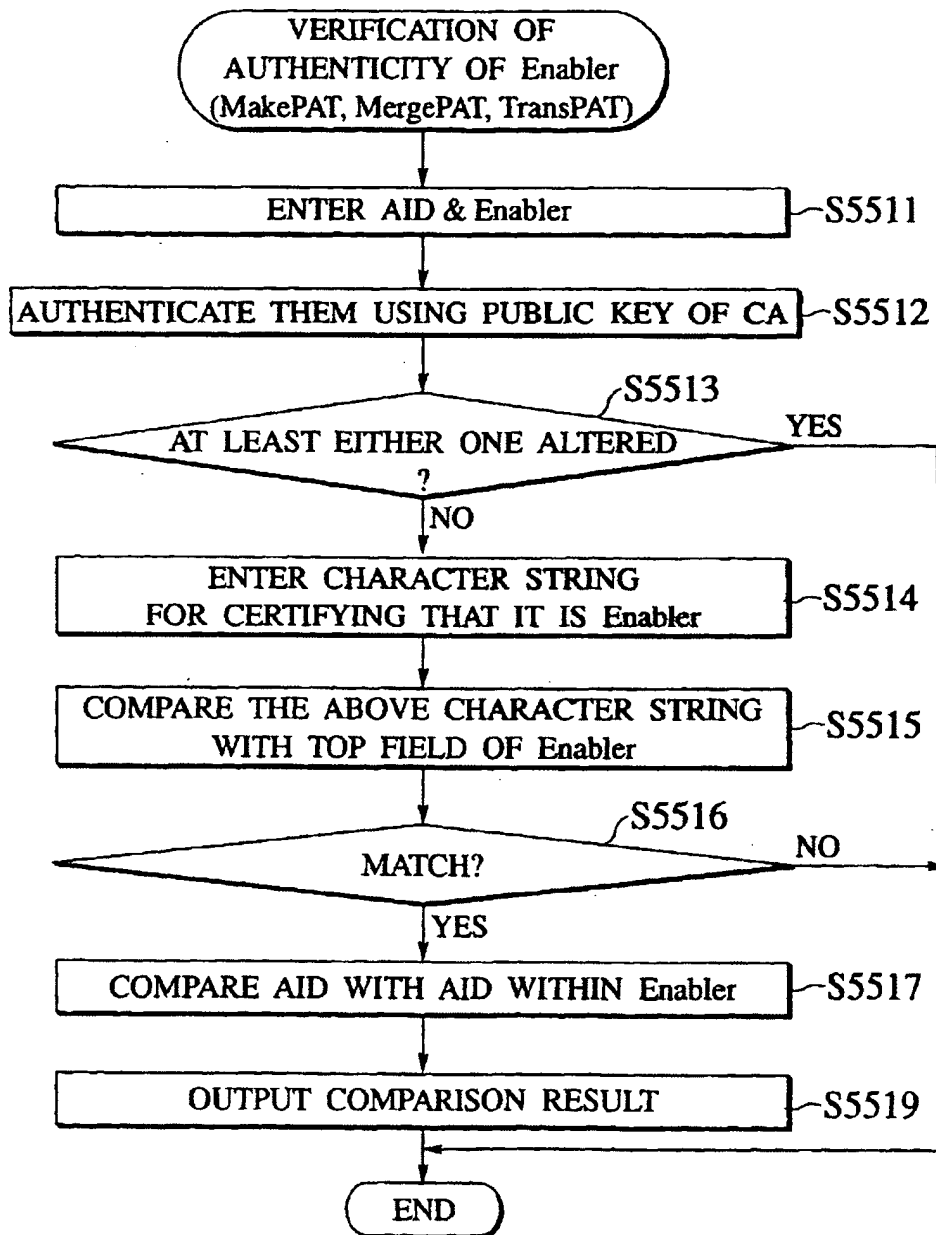 VERIFICATION OF
AUTHENTICITY OF Enabler
(MakePAT, MergePAT, TransPAT)
ENTER AID & Enabler
S5511
AUTHENTICATE THEM USING PUBLIC KEY OF CA
S5512
S5513
AT LEAST EITHER ONE ALTERED
?
YES
NO
ENTER CHARACTER STRING
FOR CERTIFYING THAT IT IS Enabler
S5514
COMPARE THE ABOVE CHARACTER STRING
WITH TOP FIELD OF Enabler
S5515
S5516
MATCH?
NO
YES
COMPARE AID WITH AID WITHIN Enabler
S5517
OUTPUT COMPARISON RESULT
S5519
END